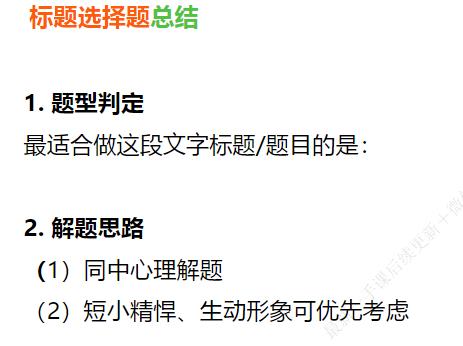 标题选择题总结
1. 题型判定
最适合做这段文字标题/题目的是：
2. 解题思路
（1）同中心理解题
（2）短小精悍、生动形象可优先考虑